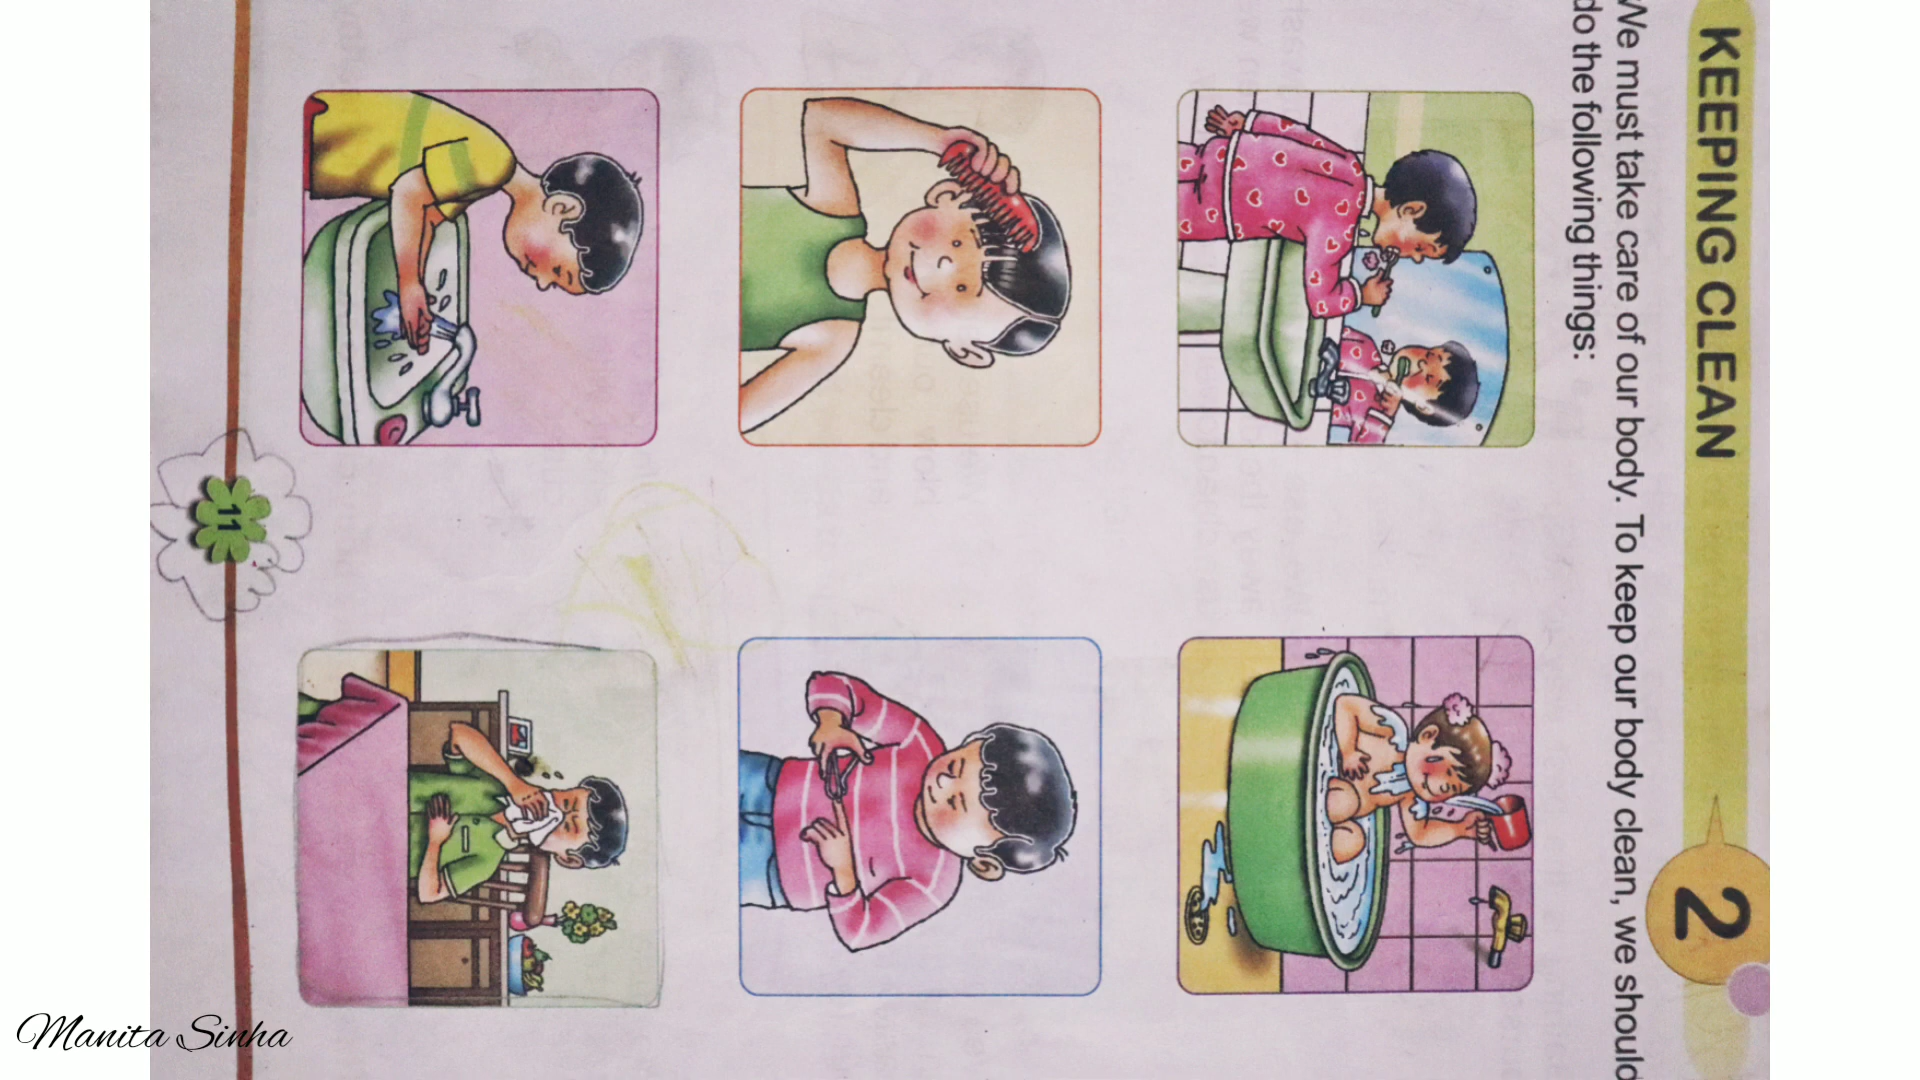 KEEPING CLEAN
2
We must take care of our body. To keep our body clean, we should
do the following things:
11
Manita Sinha